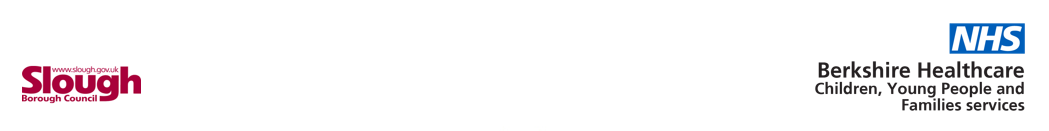 www.slough.gov.uk
Slough
Borough Council
NHS
Berkshire Healthcare
Children, Young People and
Families services